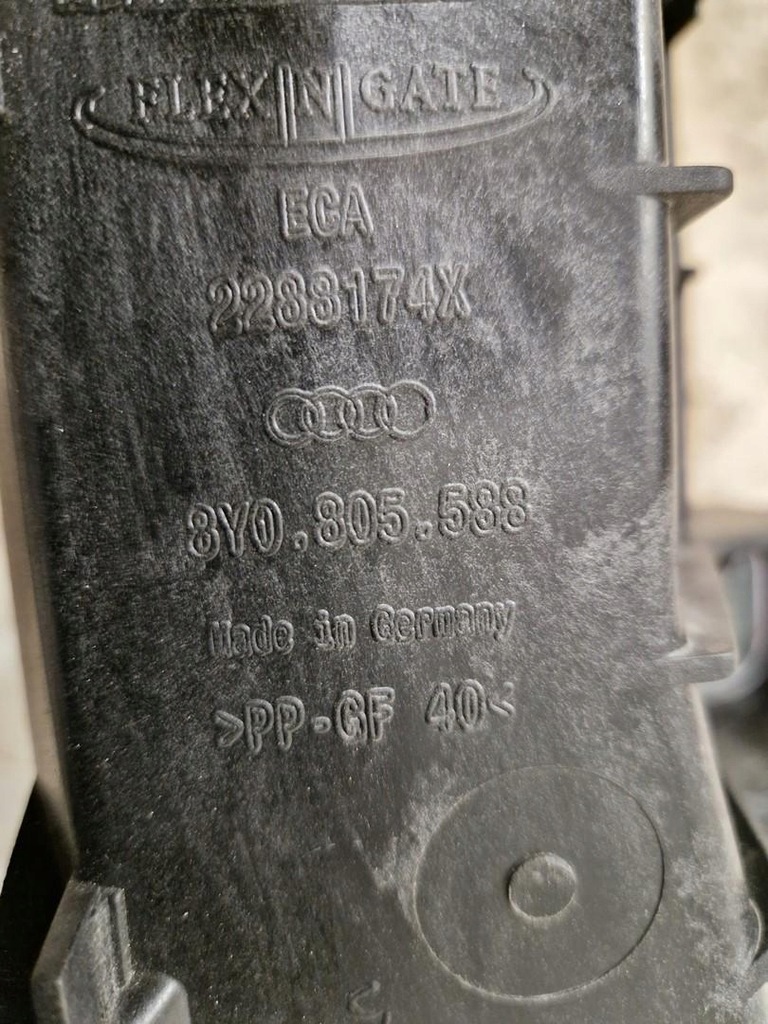 FLEX|N|GATE
ECA
2288174X
8Y0.805.588
Made in Germany
>PP-GF 40<